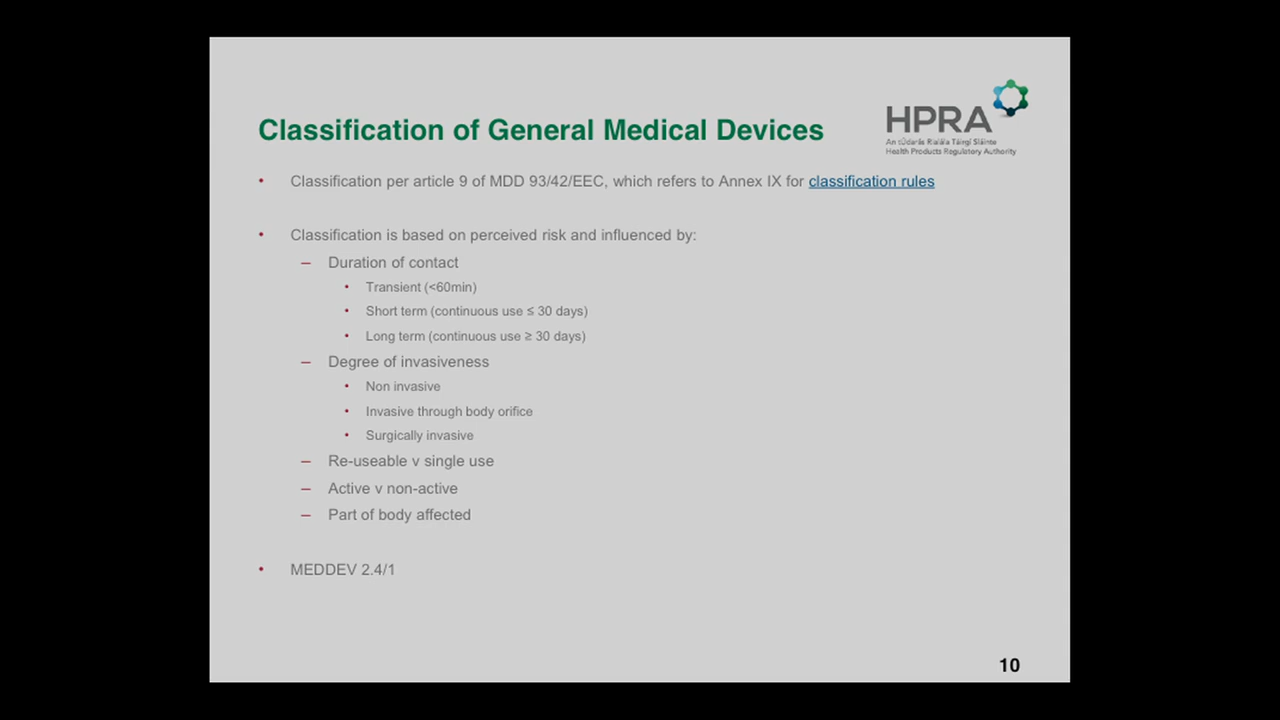 HPRA
An tÚdarás Rialála Táirgí Sláinte
Health Products Regulatory Authority
Classification of General Medical Devices
• Classification per article 9 of MDD 93/42/EEC, which refers to Annex IX for classification rules
• Classification is based on perceived risk and influenced by:
– Duration of contact
• Transient (<60min)
• Short term (continuous use ≤ 30 days)
• Long term (continuous use ≥ 30 days)
– Degree of invasiveness
• Non invasive
• Invasive through body orifice
• Surgically invasive
– Re-useable v single use
– Active v non-active
– Part of body affected
• MEDDEV 2.4/1
10